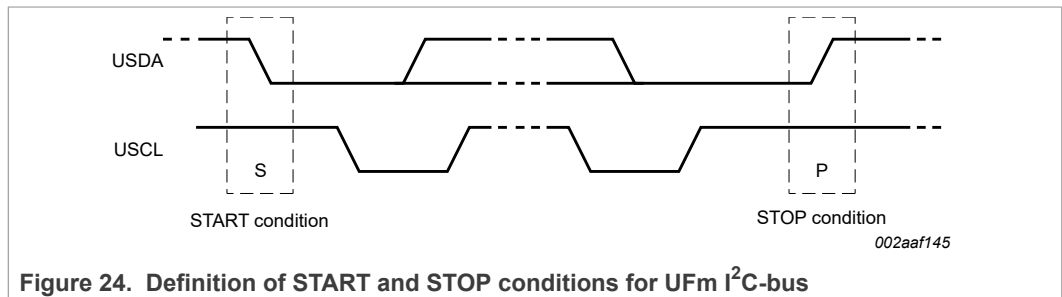 USDA
USCL
S
P
START condition
STOP condition
002aaf145
Figure 24. Definition of START and STOP conditions for UFm I²C-bus